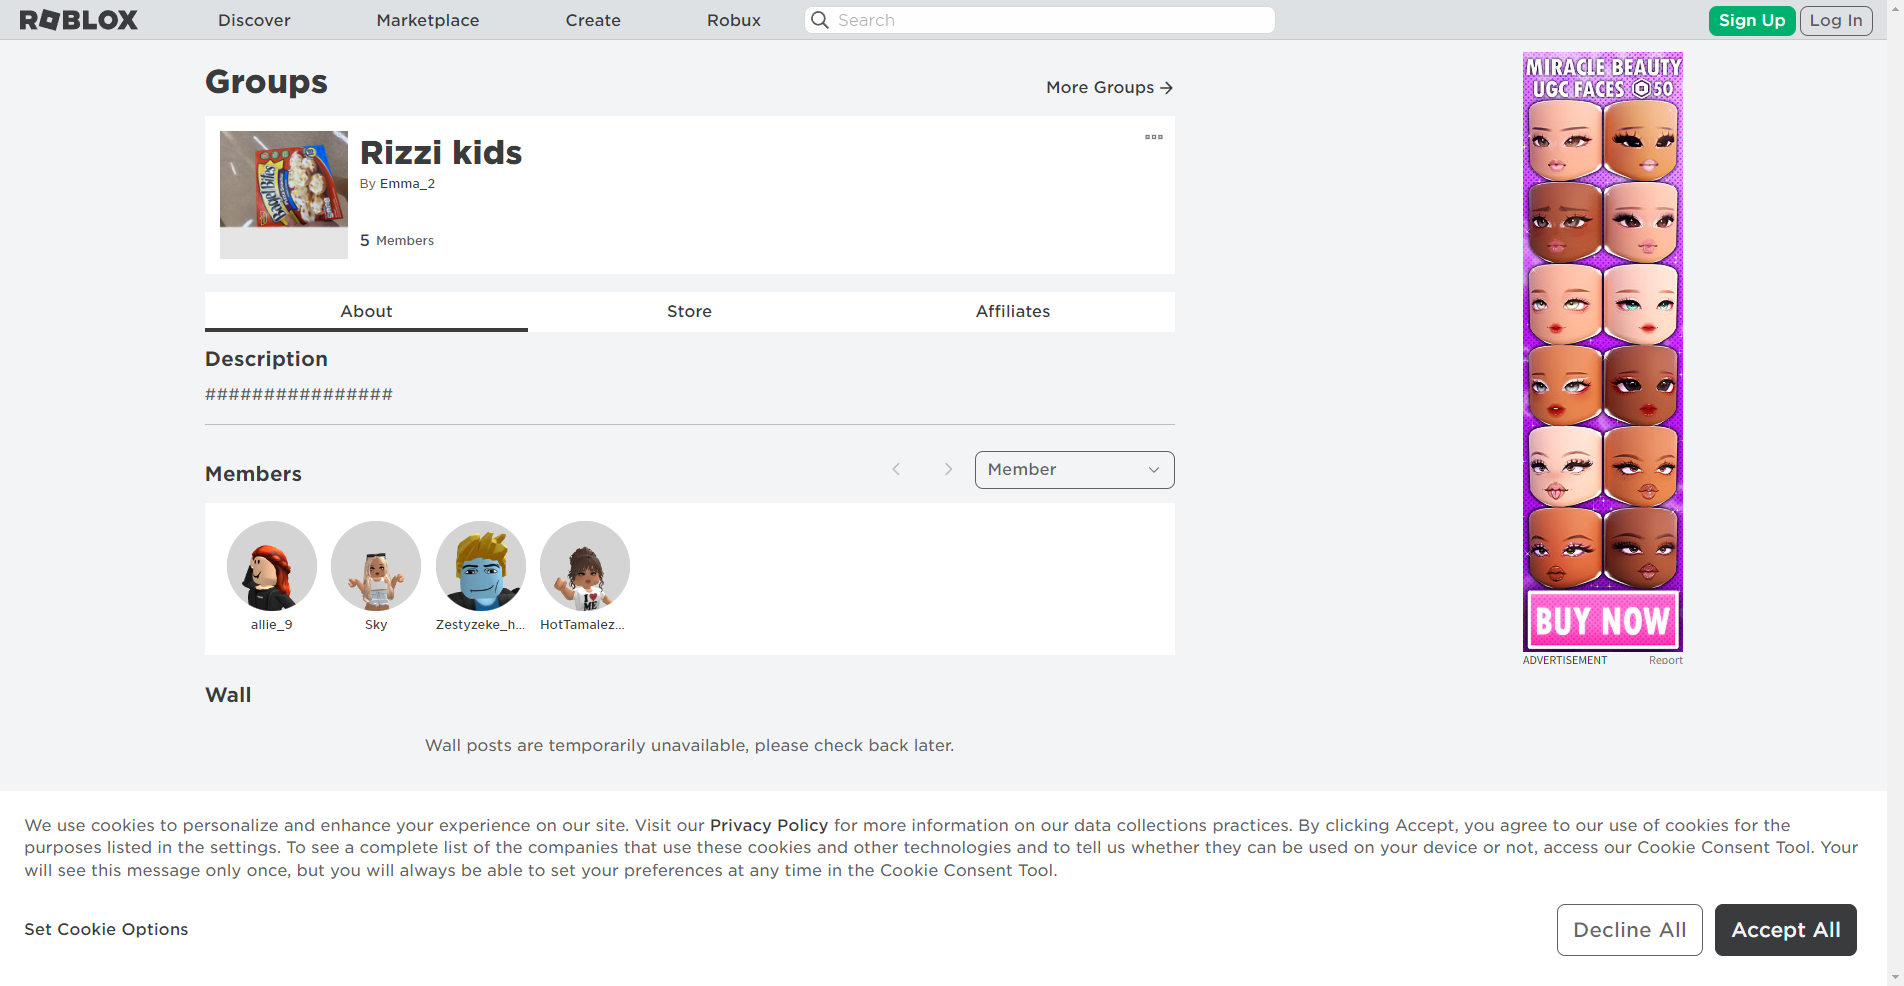 ROBLOX
Discover
Marketplace
Create
Robux
Search
Sign Up
Log In
Groups
More Groups
Bagel Bites
Rizzi kids
By Emma_2
5 Members
About
Store
Affiliates
Description
################
Members
Member
allie_9
Sky
Zestyzeke_h...
HotTamalez...
I
ME!
Wall
Wall posts are temporarily unavailable, please check back later.
MIRACLE BEAUTY
UGC FACES 50
BUY NOW
ADVERTISEMENT
Report
We use cookies to personalize and enhance your experience on our site. Visit our Privacy Policy for more information on our data collections practices. By clicking Accept, you agree to our use of cookies for the
purposes listed in the settings. To see a complete list of the companies that use these cookies and other technologies and to tell us whether they can be used on your device or not, access our Cookie Consent Tool. Your
will see this message only once, but you will always be able to set your preferences at any time in the Cookie Consent Tool.
Set Cookie Options
Decline All
Accept All